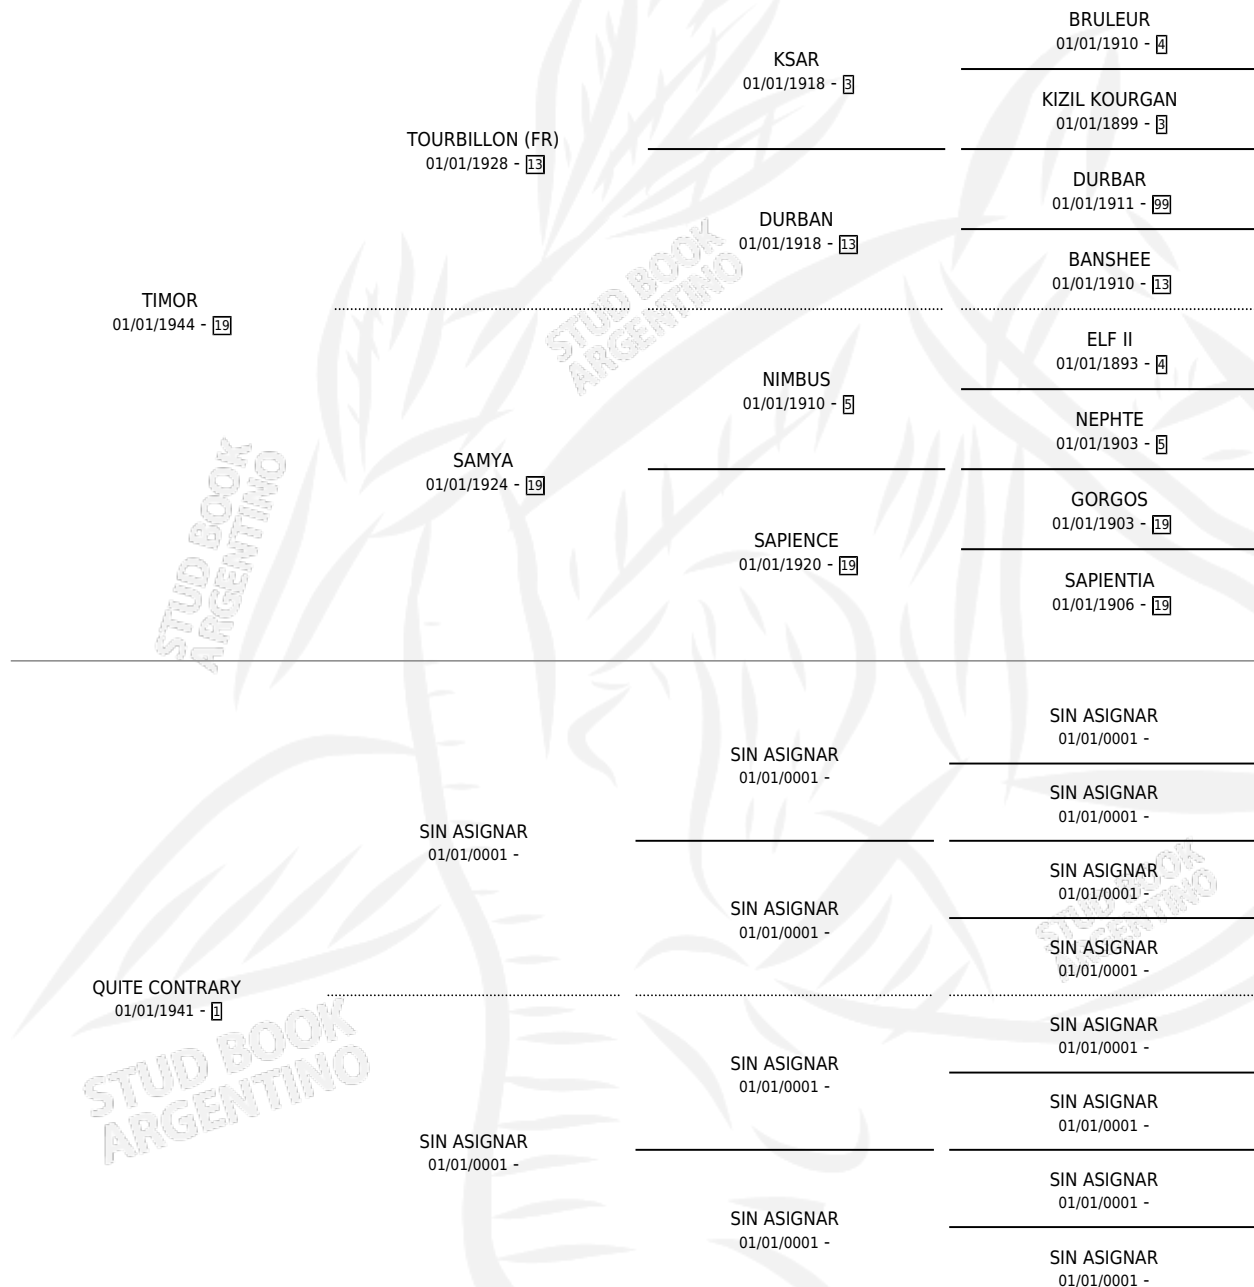 BRULEUR
01/01/1910 - 4
KSAR
01/01/1918 - 3
KIZIL KOURGAN
01/01/1899 - 3
TOURBILLON (FR)
01/01/1928 - 13
DURBAR
01/01/1911 - 99
DURBAN
01/01/1918 - 13
BANSHEE
01/01/1910 - 13
TIMOR
01/01/1944 - 19
ELF II
01/01/1893 - 4
NIMBUS
01/01/1910 - 5
NEPHTE
01/01/1903 - 5
SAMYA
01/01/1924 - 19
GORGOS
01/01/1903 - 19
SAPIENCE
01/01/1920 - 19
SAPIENTIA
01/01/1906 - 19
SIN ASIGNAR
01/01/0001 -
SIN ASIGNAR
01/01/0001 -
SIN ASIGNAR
01/01/0001 -
SIN ASIGNAR
01/01/0001 -
SIN ASIGNAR
01/01/0001 -
SIN ASIGNAR
01/01/0001 -
SIN ASIGNAR
01/01/0001 -
QUITE CONTRARY
01/01/1941 - 1
SIN ASIGNAR
01/01/0001 -
SIN ASIGNAR
01/01/0001 -
SIN ASIGNAR
01/01/0001 -
SIN ASIGNAR
01/01/0001 -
SIN ASIGNAR
01/01/0001 -
SIN ASIGNAR
01/01/0001 -
SIN ASIGNAR
01/01/0001 -
STUD BOOK
ARGENTINO
STUD BOOK
ARGENTINO
STUD BOOK
ARGENTINO
STUD BOOK
ARGENTINO